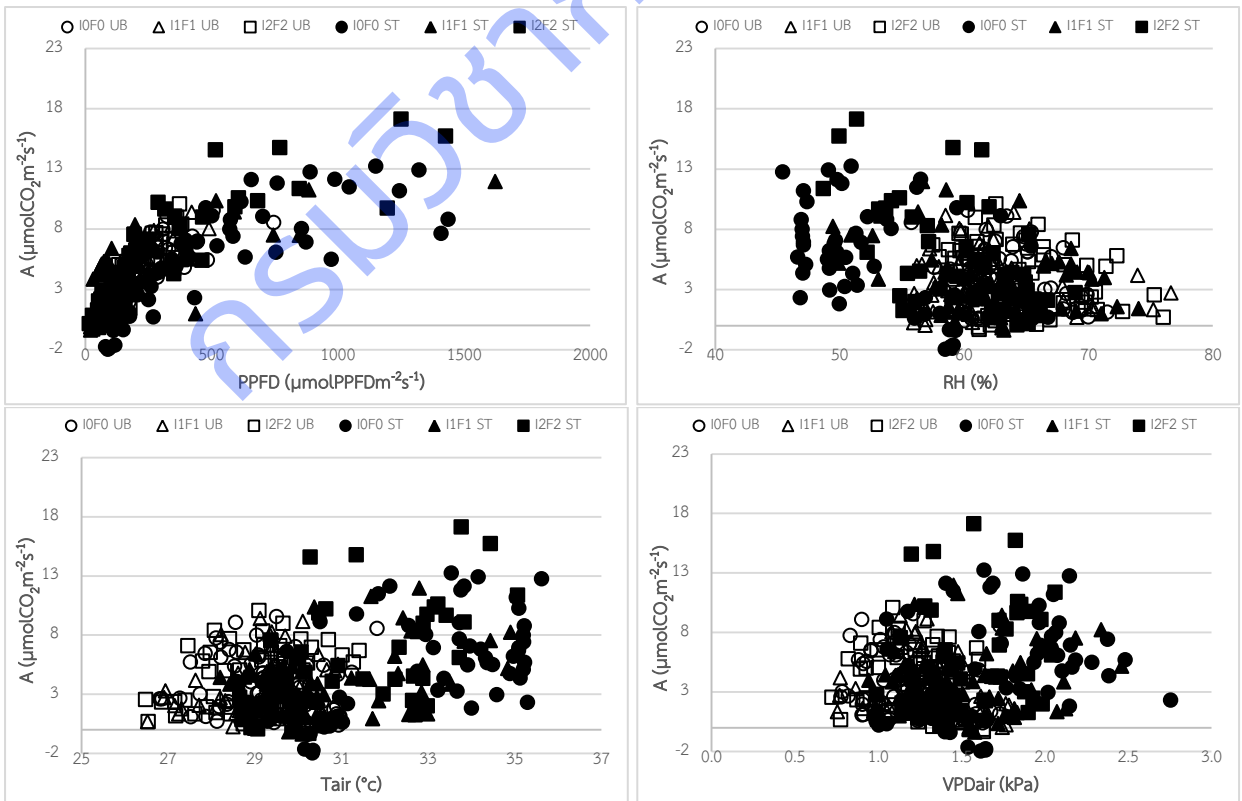 I0F0 UB I1F1 UB I2F2 UB I0F0 ST I1F1 ST I2F2 ST
23
18
13
8
3
-2
A (μmolCO2m-2s-1)
0 500 1000 1500 2000
PPFD (μmolPPFDm-2s-1)
I0F0 UB I1F1 UB I2F2 UB I0F0 ST I1F1 ST I2F2 ST
23
18
13
8
3
-2
A (μmolCO2m-2s-1)
40 50 60 70 80
RH (%)
I0F0 UB I1F1 UB I2F2 UB I0F0 ST I1F1 ST I2F2 ST
23
18
13
8
3
-2
A (μmolCO2m-2s-1)
25 27 29 31 33 35 37
Tair (°c)
I0F0 UB I1F1 UB I2F2 UB I0F0 ST I1F1 ST I2F2 ST
23
18
13
8
3
-2
A (μmolCO2m-2s-1)
0.0 0.5 1.0 1.5 2.0 2.5 3.0
VPDair (kPa)